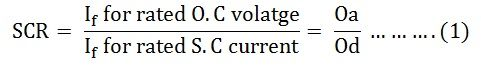 SCR = I_f for rated O. C volatge / I_f for rated S. C current = Oa / Od … … … . (1)